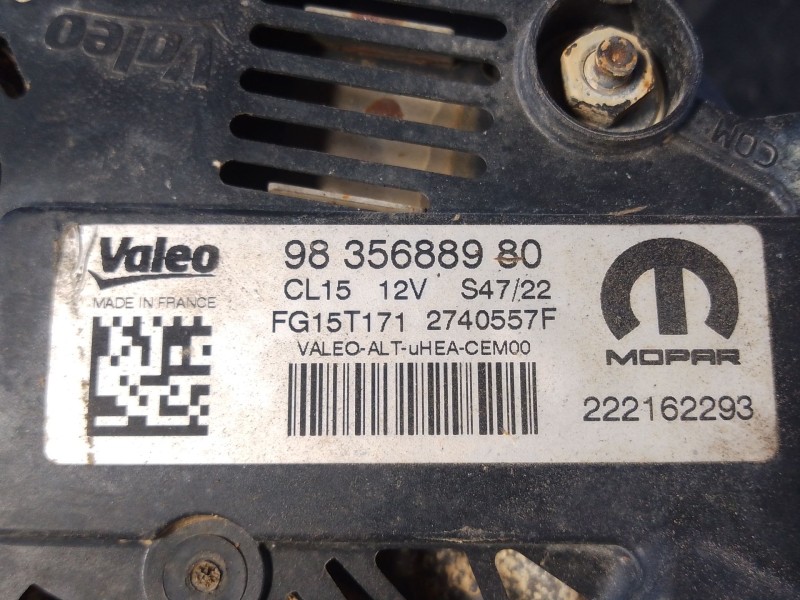 Valeo
COM
Valeo
MADE IN FRANCE
98 356889 80
CL15 12V S47/22
FG15T171 2740557F
VALEO-ALT-uHEA-CEM00
MOPAR
222162293